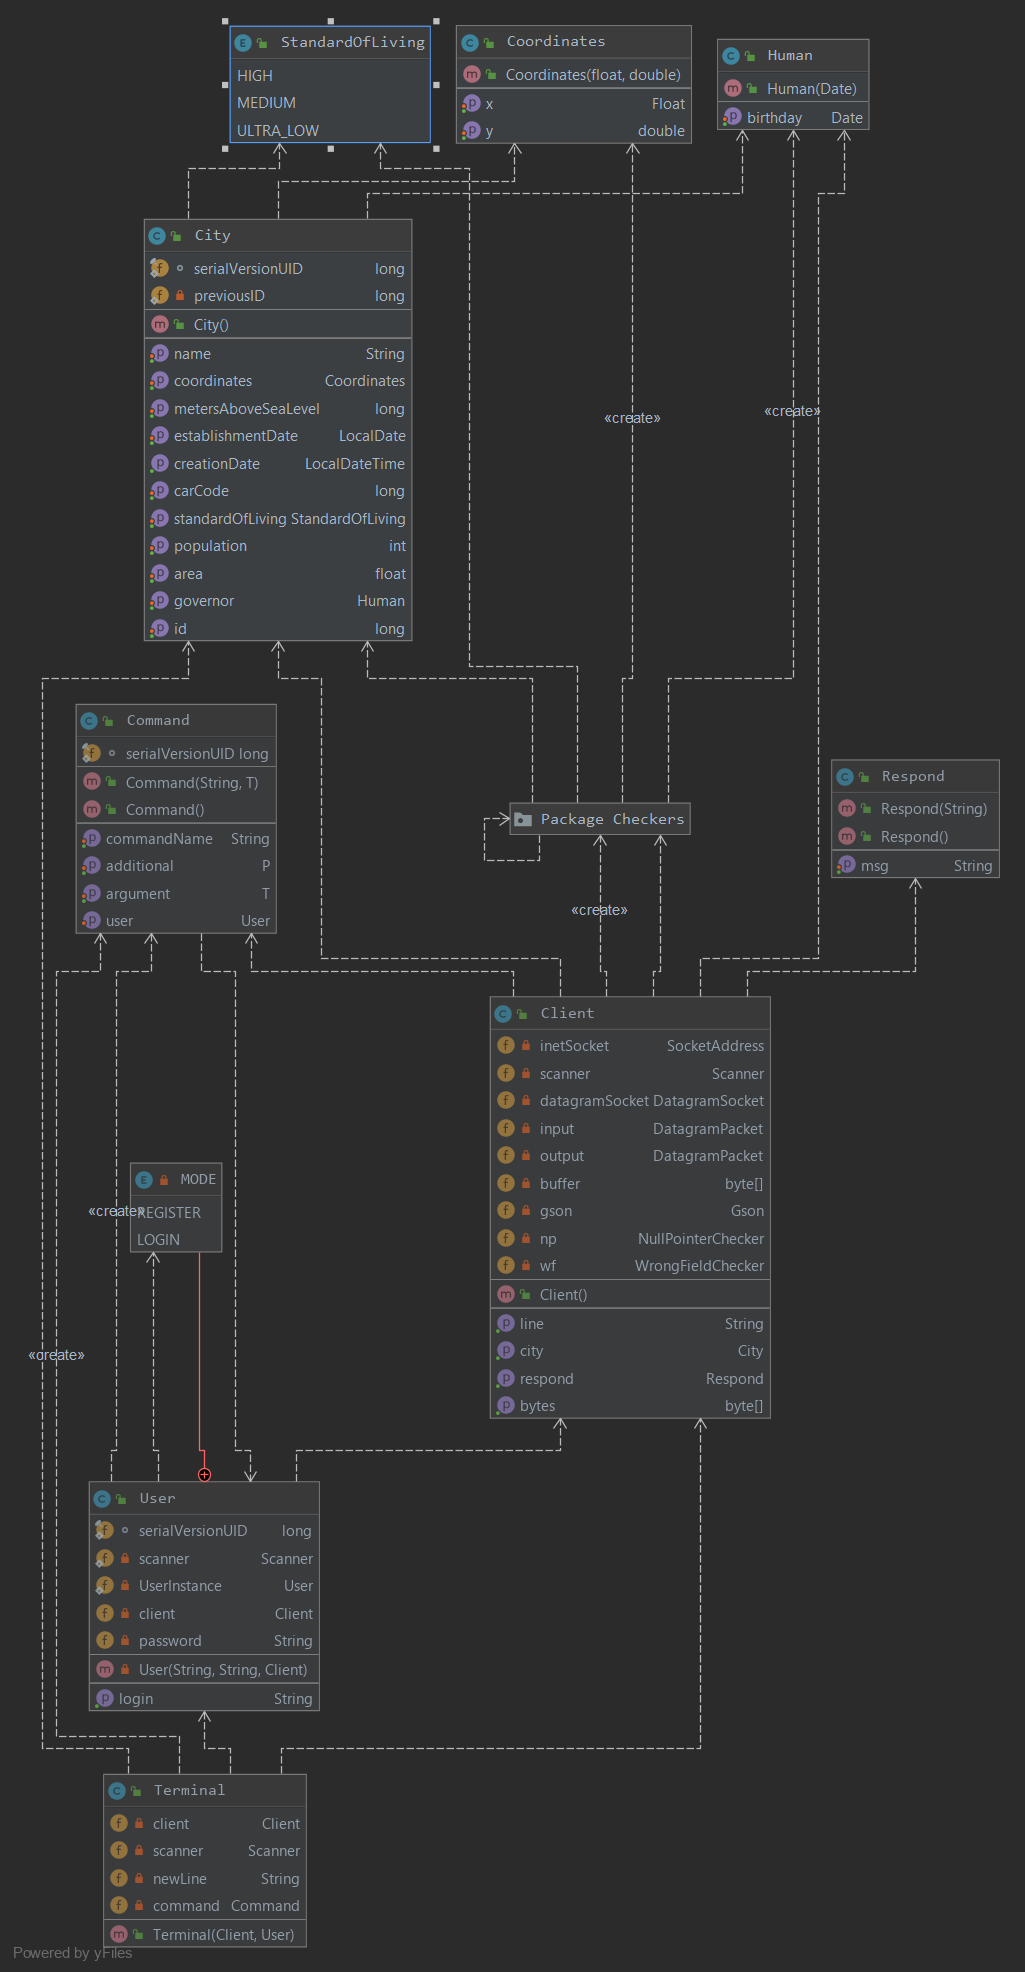 StandardOfLiving
HIGH
MEDIUM
ULTRA_LOW
Coordinates
Coordinates(float, double)
x Float
y double
Human
Human(Date)
birthday Date
City
serialVersionUID long
previousID long
City()
name String
coordinates Coordinates
metersAboveSeaLevel long
establishmentDate LocalDate
creationDate LocalDateTime
carCode long
standardOfLiving StandardOfLiving
population int
area float
governor Human
id long
«create»
«create»
Command
serialVersionUID long
Command(String, T)
Command()
commandName String
additional P
argument T
user User
Package Checkers
Respond
Respond(String)
Respond()
msg String
«create»
Client
inetSocket SocketAddress
scanner Scanner
datagramSocket DatagramSocket
input DatagramPacket
output DatagramPacket
buffer byte[]
gson Gson
np NullPointerChecker
wf WrongFieldChecker
Client()
line String
city City
respond Respond
bytes byte[]
MODE
REGISTER
LOGIN
«create»
«create»
User
serialVersionUID long
scanner Scanner
UserInstance User
client Client
password String
User(String, String, Client)
login String
Terminal
client Client
scanner Scanner
newLine String
command Command
Terminal(Client, User)
Powered by yFiles